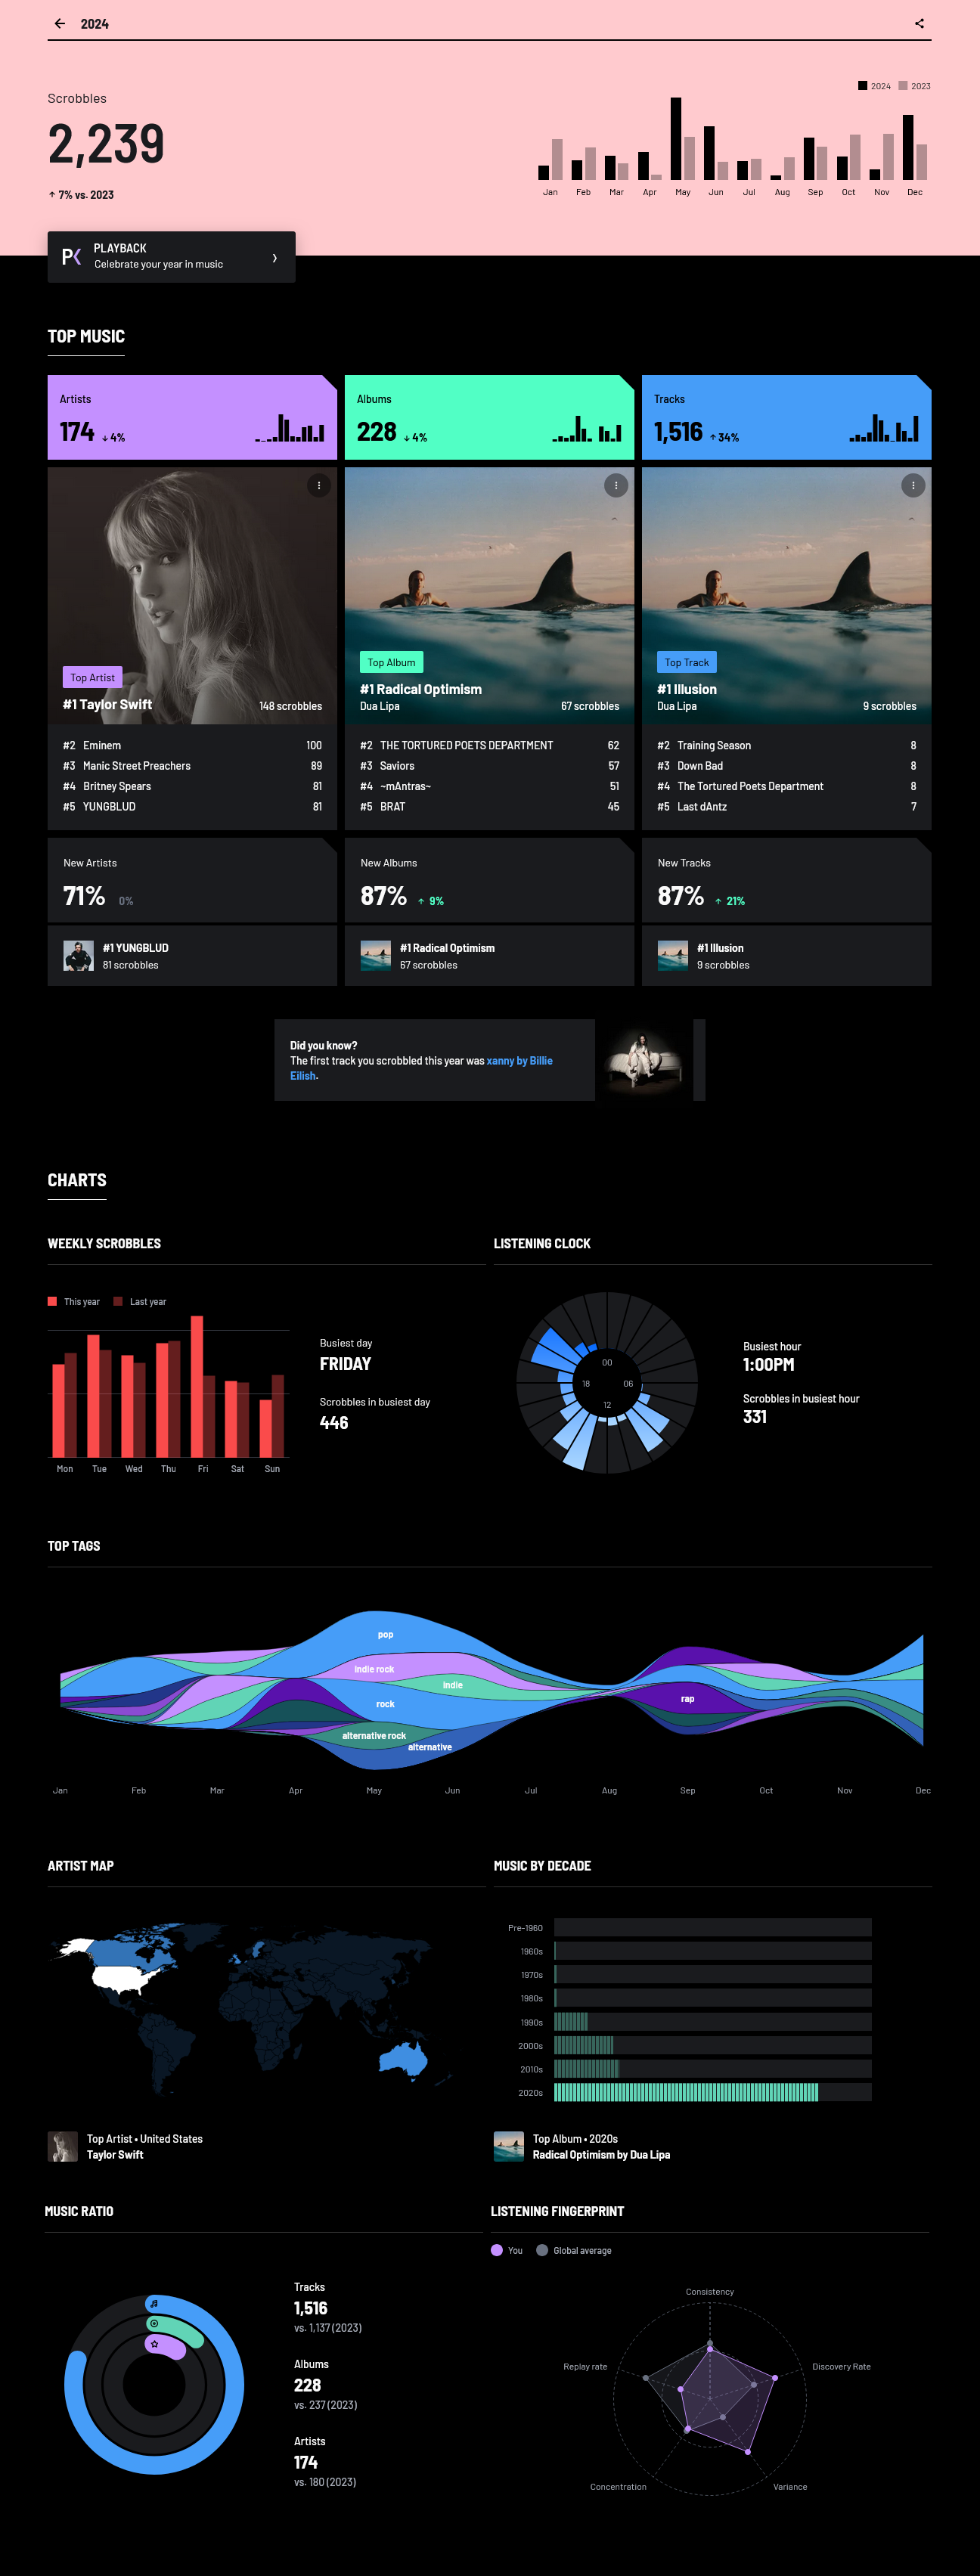 2024
2024 2023
Scrobbles
2,239
↑ 7% vs. 2023
Jan Feb Mar Apr May Jun Jul Aug Sep Oct Nov Dec
PLAYBACK
Celebrate your year in music
TOP MUSIC
Artists
174 ↓ 4%
Albums
228 ↓ 4%
Tracks
1,516 ↑ 34%
Top Artist
#1 Taylor Swift
148 scrobbles
#2 Eminem 100
#3 Manic Street Preachers 89
#4 Britney Spears 81
#5 YUNGBLUD 81
Top Album
#1 Radical Optimism
Dua Lipa 67 scrobbles
#2 THE TORTURED POETS DEPARTMENT 62
#3 Saviors 57
#4 ~mAntras~ 51
#5 BRAT 45
Top Track
#1 Illusion
Dua Lipa 9 scrobbles
#2 Training Season 8
#3 Down Bad 8
#4 The Tortured Poets Department 8
#5 Last dAntz 7
New Artists
71% 0%
#1 YUNGBLUD
81 scrobbles
New Albums
87% ↑ 9%
#1 Radical Optimism
67 scrobbles
New Tracks
87% ↑ 21%
#1 Illusion
9 scrobbles
Did you know?
The first track you scrobbled this year was xanny by Billie
Eilish.
CHARTS
WEEKLY SCROBBLES
This year Last year
Mon Tue Wed Thu Fri Sat Sun
Busiest day
FRIDAY
Scrobbles in busiest day
446
LISTENING CLOCK
00
18 06
12
Busiest hour
1:00PM
Scrobbles in busiest hour
331
TOP TAGS
pop
indie rock
indie
rock
rap
alternative rock
alternative
Jan Feb Mar Apr May Jun Jul Aug Sep Oct Nov Dec
ARTIST MAP
Top Artist • United States
Taylor Swift
MUSIC BY DECADE
Pre-1960
1960s
1970s
1980s
1990s
2000s
2010s
2020s
Top Album • 2020s
Radical Optimism by Dua Lipa
MUSIC RATIO
Tracks
1,516
vs. 1,137 (2023)
Albums
228
vs. 237 (2023)
Artists
174
vs. 180 (2023)
LISTENING FINGERPRINT
You Global average
Consistency
Replay rate Discovery Rate
Concentration Variance